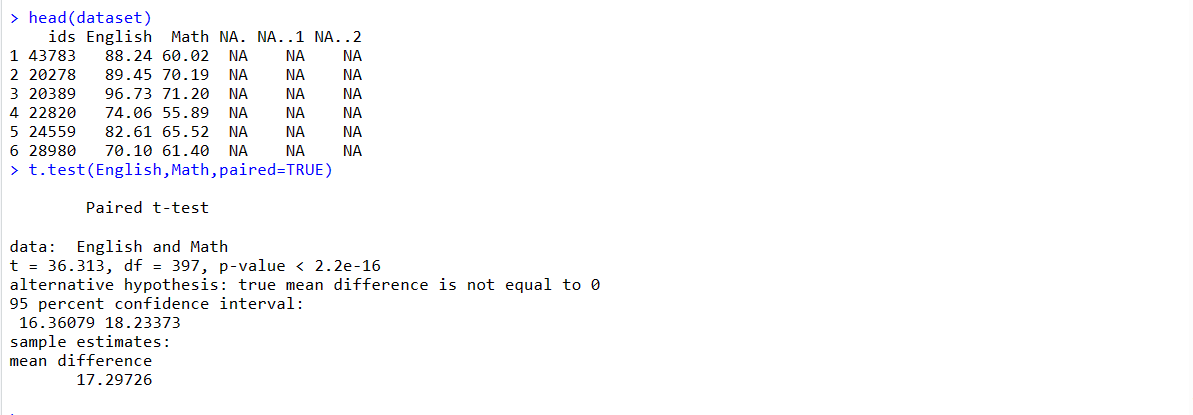 > head(dataset)
    ids English  Math NA. NA..1 NA..2
1 43783   88.24 60.02  NA    NA    NA
2 20278   89.45 70.19  NA    NA    NA
3 20389   96.73 71.20  NA    NA    NA
4 22820   74.06 55.89  NA    NA    NA
5 24559   82.61 65.52  NA    NA    NA
6 28980   70.10 61.40  NA    NA    NA
> t.test(English,Math,paired=TRUE)
        Paired t-test
data:  English and Math
t = 36.313, df = 397, p-value < 2.2e-16
alternative hypothesis: true mean difference is not equal to 0
95 percent confidence interval:
 16.36079 18.23373
sample estimates:
mean difference
       17.29726